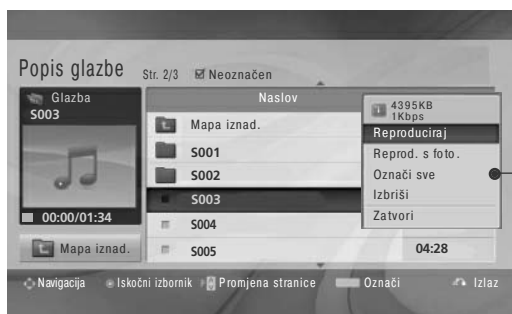 Popis glazbe Str. 2/3 Neoznačen
Glazba
S003
00:00/01:34
Mapa iznad.
Naslov
Mapa iznad.
S001
S002
S003
S004
S005 04:28
4395KB
1Kbps
Reproduciraj
Reprod. s foto.
Označi sve
Izbriši
Zatvori
Navigacija Iskočni izbornik Promjena stranice Označi Izlaz